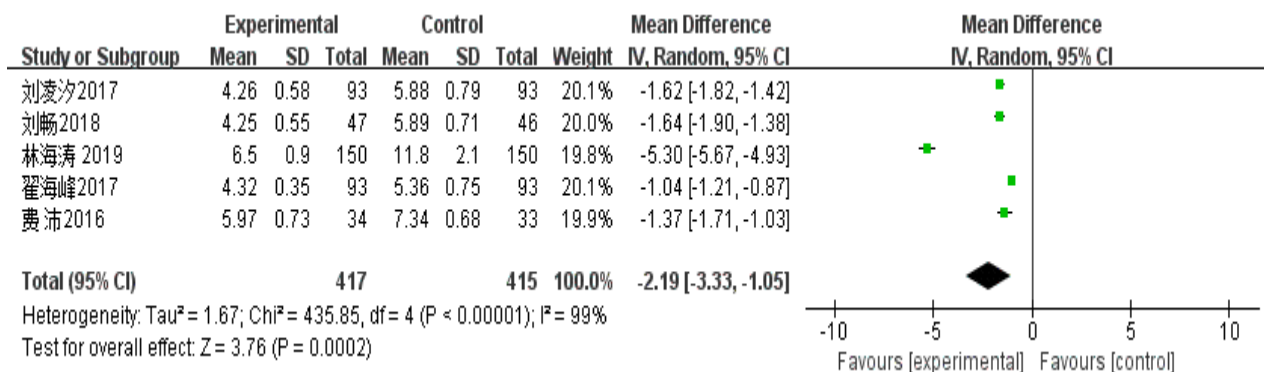 Experimental Control Mean Difference Mean Difference
Study or Subgroup Mean SD Total Mean SD Total Weight IV, Random, 95% CI IV, Random, 95% CI
刘凌汐2017 4.26 0.58 93 5.88 0.79 93 20.1% -1.62 [-1.82, -1.42]
刘畅2018 4.25 0.55 47 5.89 0.71 46 20.0% -1.64 [-1.90, -1.38]
林海涛 2019 6.5 0.9 150 11.8 2.1 150 19.8% -5.30 [-5.67, -4.93]
翟海峰2017 4.32 0.35 93 5.36 0.75 93 20.1% -1.04 [-1.21, -0.87]
费沛2016 5.97 0.73 34 7.34 0.68 33 19.9% -1.37 [-1.71, -1.03]
Total (95% CI) 417 415 100.0% -2.19 [-3.33, -1.05]
Heterogeneity: Tau² = 1.67; Chi² = 435.85, df = 4 (P < 0.00001); I² = 99%
Test for overall effect: Z = 3.76 (P = 0.0002)
-10 -5 0 5 10
Favours [experimental] Favours [control]